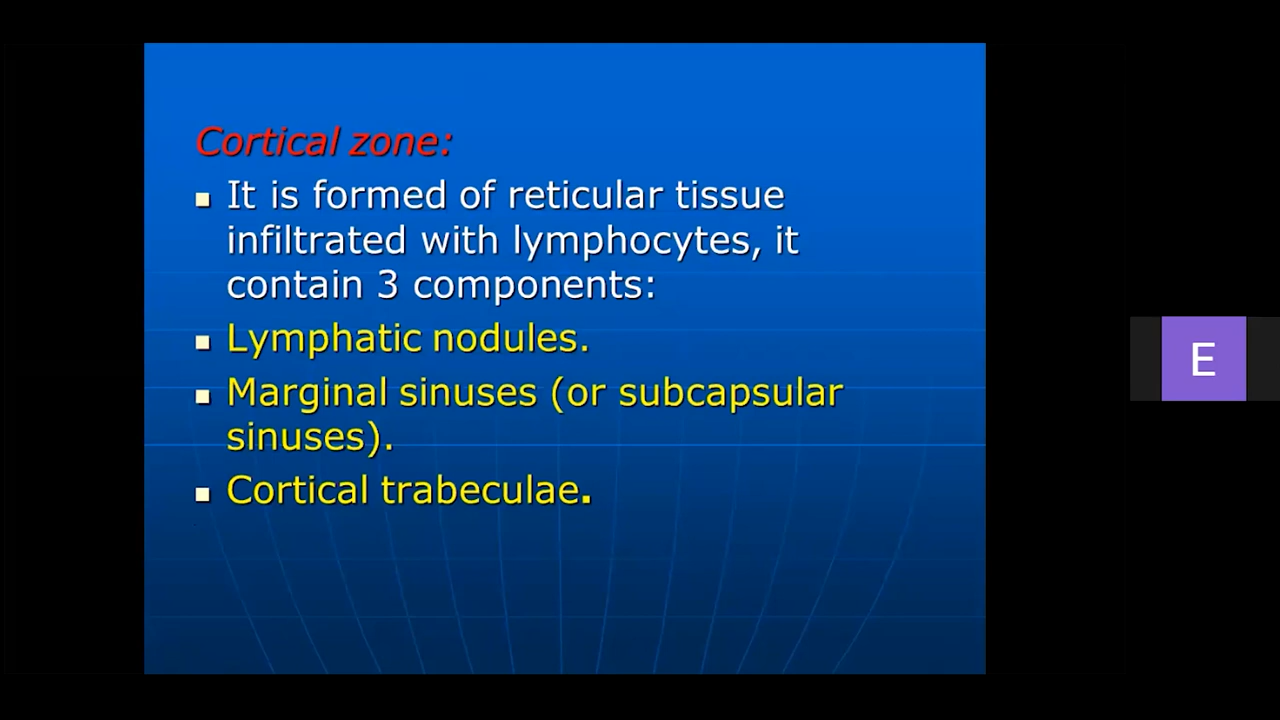 Cortical zone:
▪ It is formed of reticular tissue
infiltrated with lymphocytes, it
contain 3 components:
▪ Lymphatic nodules.
▪ Marginal sinuses (or subcapsular
sinuses).
▪ Cortical trabeculae.
E